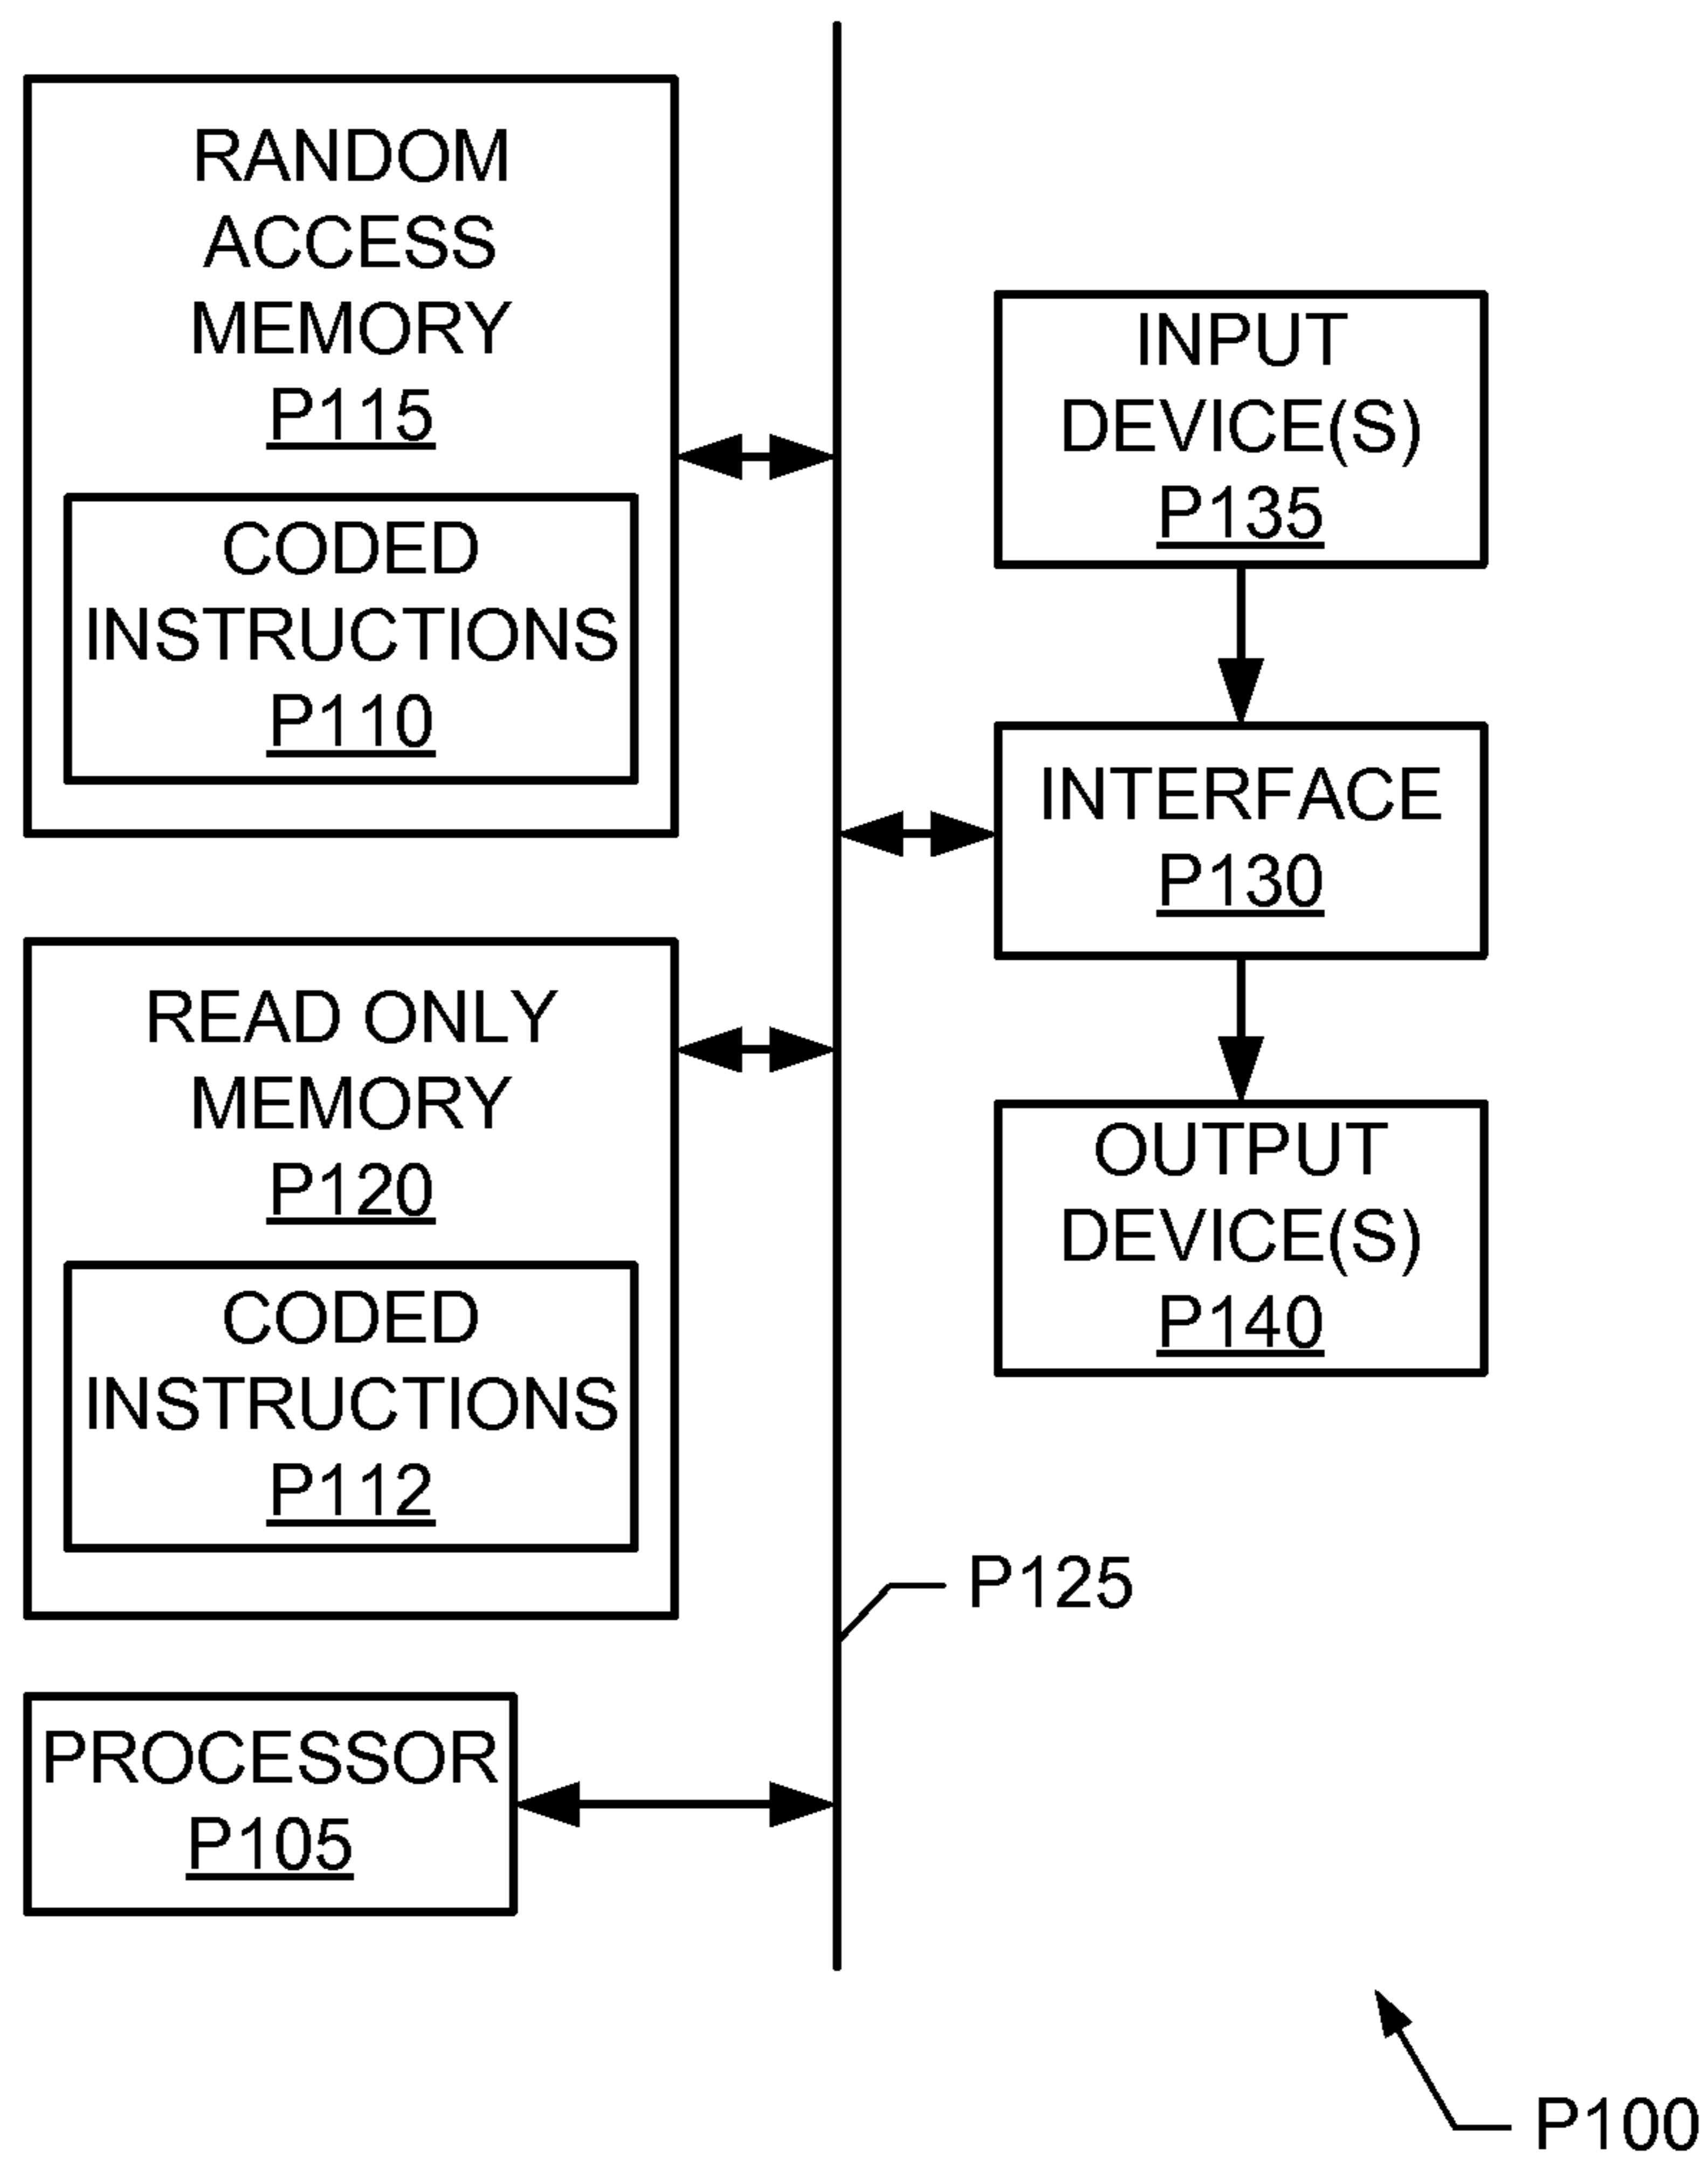 RANDOM
ACCESS
MEMORY
P115
CODED
INSTRUCTIONS
P110
READ ONLY
MEMORY
P120
CODED
INSTRUCTIONS
P112
PROCESSOR
P105
INPUT
DEVICE(S)
P135
INTERFACE
P130
OUTPUT
DEVICE(S)
P140
P125
P100